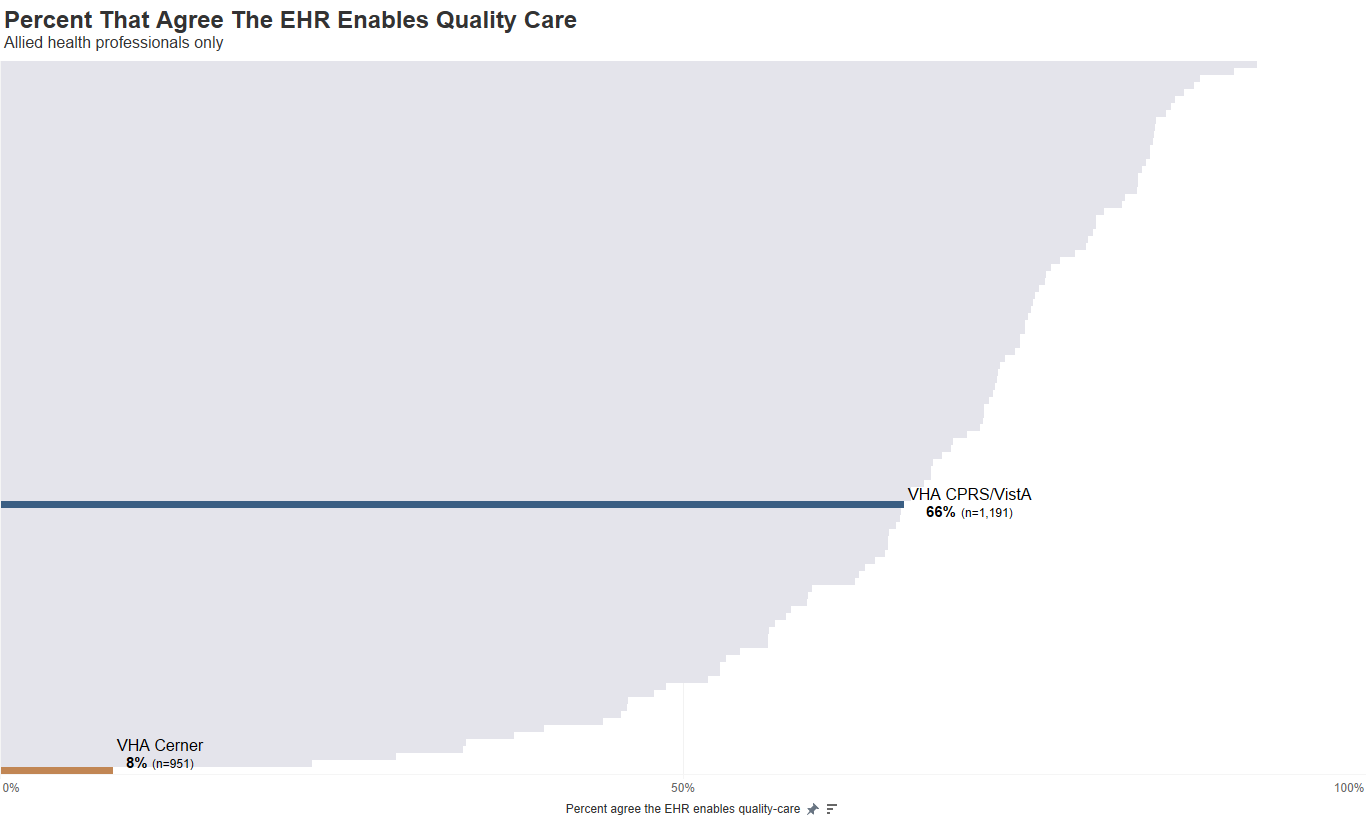 Percent That Agree The EHR Enables Quality Care
Allied health professionals only
VHA CPRS/VistA
66% (n=1,191)
VHA Cerner
8% (n=951)
0%
50%
100%
Percent agree the EHR enables quality-care